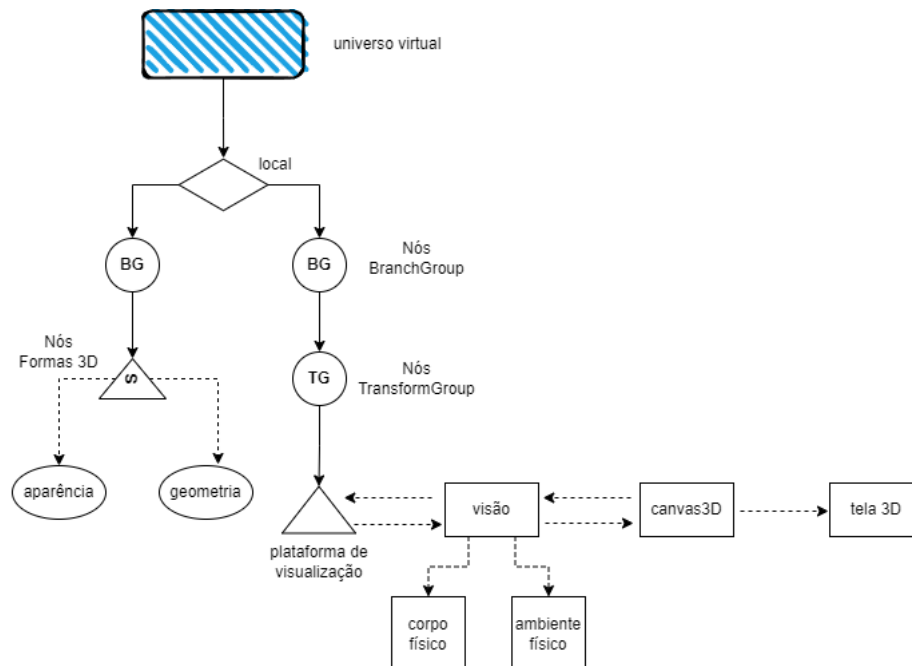 universo virtual
local
BG
BG
Nós
BranchGroup
Nós
Formas 3D
S
TG
Nós
TransformGroup
aparência
geometria
visão
canvas3D
tela 3D
plataforma de
visualização
corpo
físico
ambiente
físico